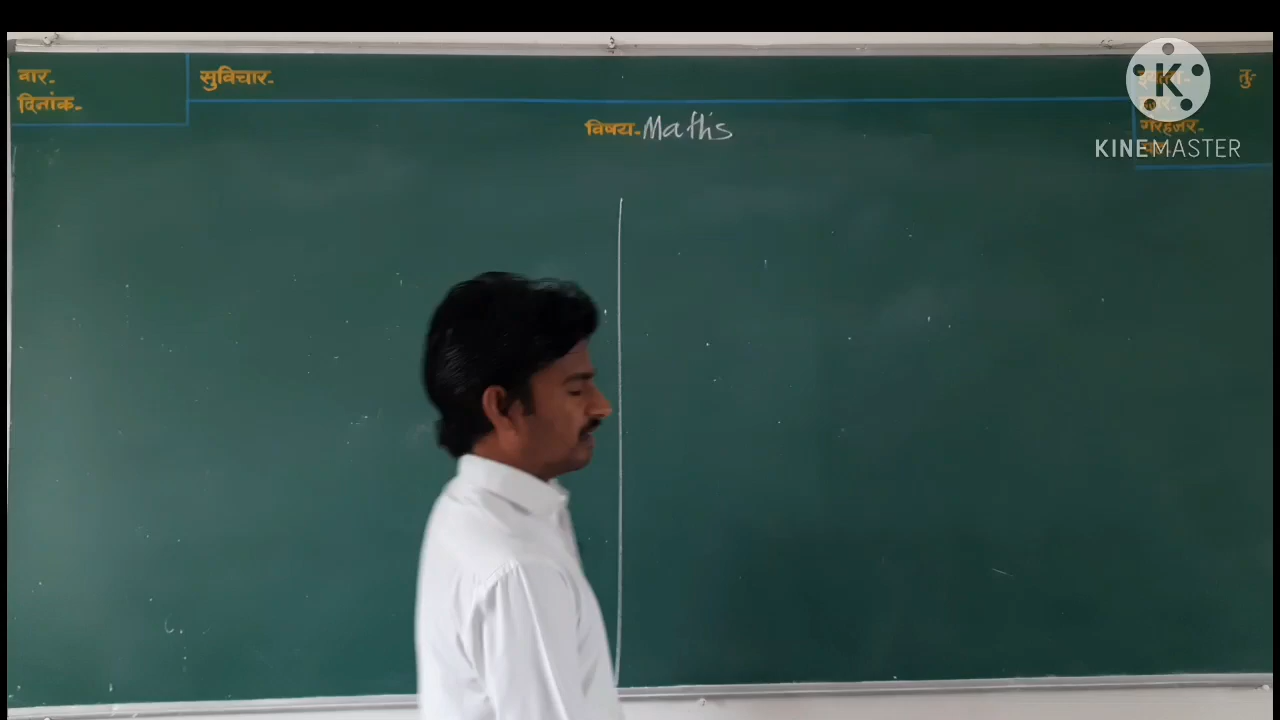 वार-
दिनांक-
सुविचार-
तु-
विषय-Maths
गैरहजर-
K
KINEMASTER